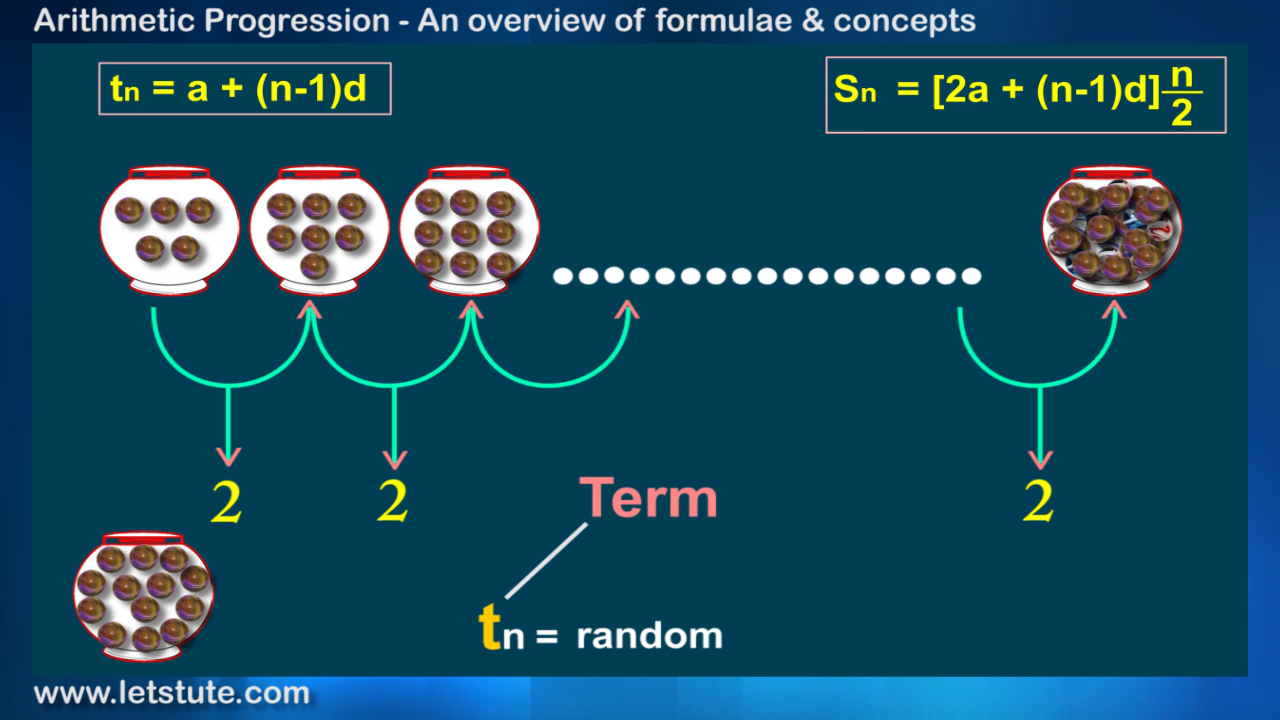 Arithmetic Progression - An overview of formulae & concepts
tn = a + (n-1)d
Sn = [2a + (n-1)d] n/2
2 2 2
Term
tn = random
www.letstute.com